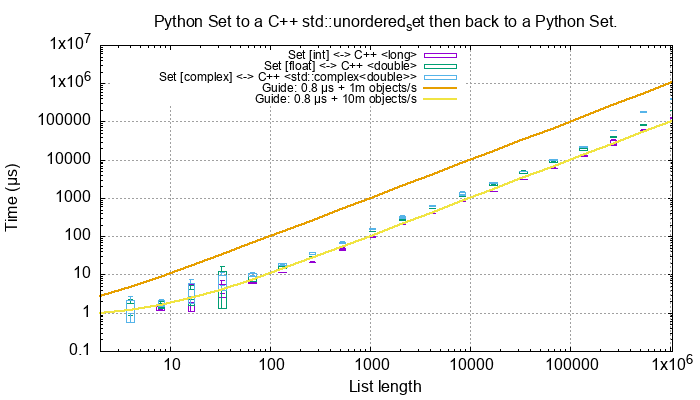 Python Set to a C++ std::unordered_set then back to a Python Set.
1x10^7
Set [int] <-> C++ <long>
Set [float] <-> C++ <double>
Set [complex] <-> C++ <std::complex<double>>
Guide: 0.8 µs + 1m objects/s
Guide: 0.8 µs + 10m objects/s
1x10^6
100000
10000
1000
100
10
1
0.1
Time (µs)
10
100
1000
10000
100000
1x10^6
List length